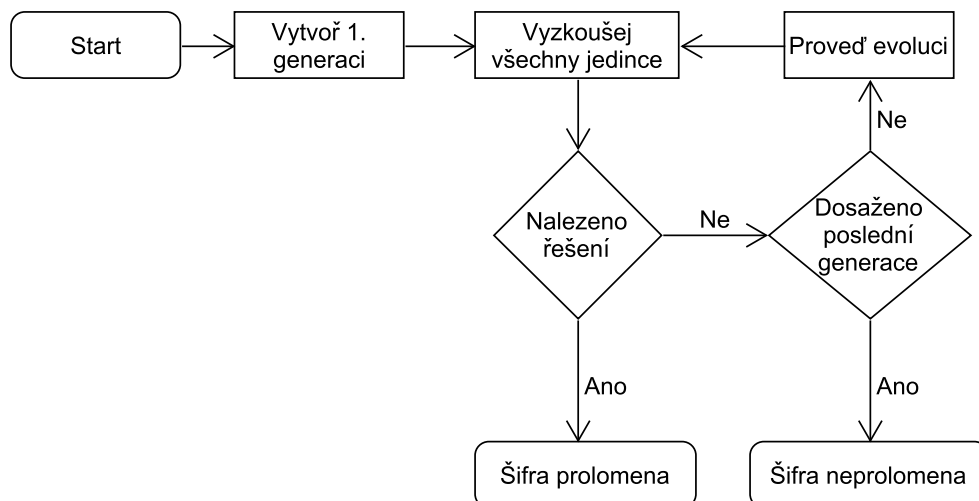 Start
Vytvoř 1.
generaci
Vyzkoušej
všechny jedince
Proveď evoluci
Ne
Nalezeno
řešení
Ne
Dosaženo
poslední
generace
Ano
Ano
Šifra prolomena
Šifra neprolomena